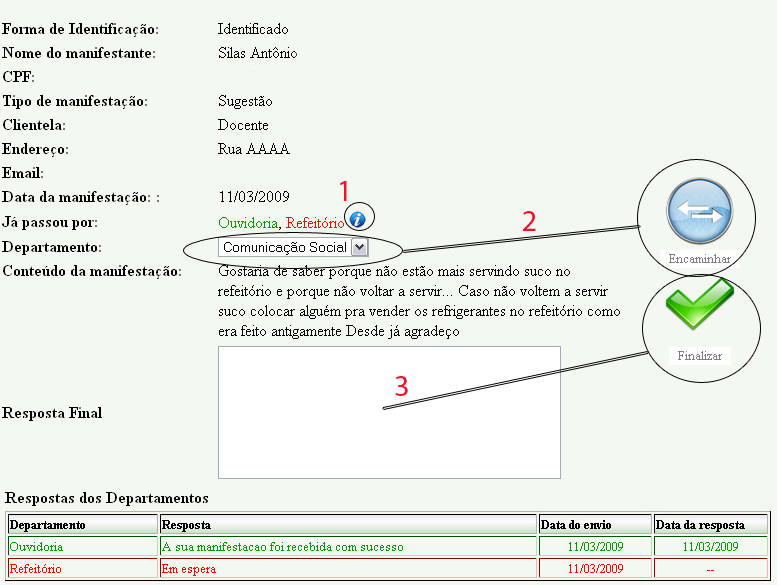 Forma de Identificação: Identificado
Nome do manifestante: Silas Antônio
CPF:
Tipo de manifestação: Sugestão
Clientela: Docente
Endereço: Rua AAAA
Email:
Data da manifestação: : 11/03/2009
1
Já passou por: Ouvidoria, Refeitório
2
Departamento: Comunicação Social
Encaminhar
Conteúdo da manifestação: Gostaria de saber porque não estão mais servindo suco no
refeitório e porque não voltar a servir... Caso não voltem a servir
suco colocar alguém pra vender os refrigerantes no refeitório como
era feito antigamente Desde já agradeço
Finalizar
3
Resposta Final
Respostas dos Departamentos
Departamento Resposta Data do envio Data da resposta
Ouvidoria A sua manifestacao foi recebida com sucesso 11/03/2009 11/03/2009
Refeitório Em espera 11/03/2009 --